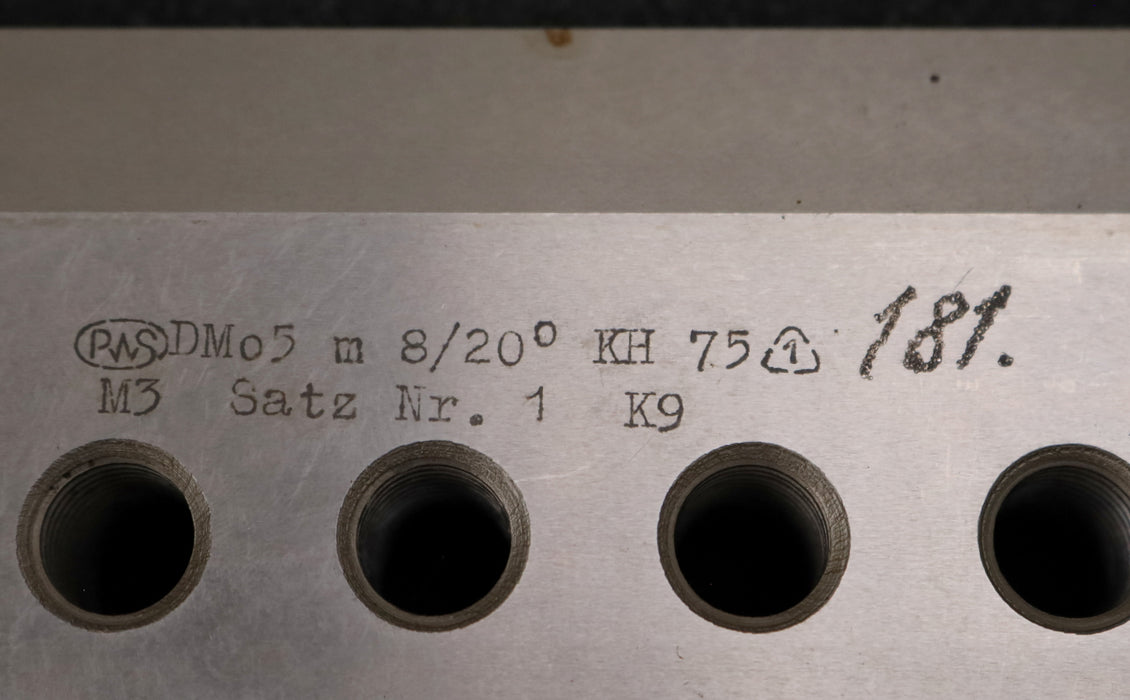 PWS DMo5 m 8/20° KH 75 1 181.
M3 Satz Nr. 1 K9